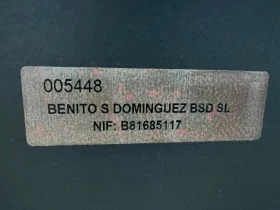 005448
BENITO S DOMINGUEZ BSD SL
NIF: B81685117